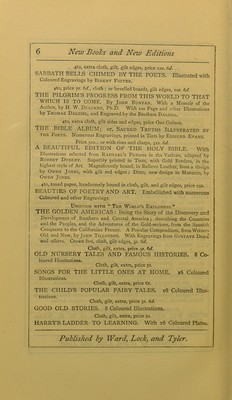 6 New Books and New Editions
4to, extra cloth, gilt, gilt edges, price 12s. 6d.
SABBATH BELLS CHIMED BY THE POETS. Illustrated with
Coloured Engravings by BIRKET FOSTER.
4to, price 7s. 6d., cloth; or bevelled boards, gilt edges, 10s 6d
THE PILGRIM'S PROGRESS FROM THIS WORLD TO THAT
WHICH IS TO COME. By JOHN BUNYAN. With a Memoir of the
Author, by H. W. DULCKEN, Ph.D. With 100 Page and other Illustrations
by THOMAS DALZIEL, and Engraved by the Brothers DALZIEL.
4to, extra cloth, gilt sides and edges, price One Guinea.
THE BIBLE ALBUM; or, SACRED TRUTHS ILLUSTRATED BY
THE POETS. Numerous Engravings, printed in Tints by EDMUND EVANS.
Price 30s.; or with rims and clasps,
A BEAUTIFUL EDITION OF THE HOLY BIBLE. With
Illustrations selected from RAPHAEL'S Pictures in the Vatican, adapted by
ROBERT DUDLEY. Superbly printed in Tints, with Gold Borders, in the
highest style of Art. Magnificently bound, in Relievo Leather, from a design
by OWEN JONES, with gilt red edges; Ditto, new design in Marqueterie, by
OWEN JONES.
4to, toned paper, handsomely bound in cloth, gilt, and gilt edges, price 12s.
BEAUTIES OF POETRY AND ART. Embellished with numerous
Coloured and other Engravings
UNIFORM WITH "THE WORLD'S EXPLORERS."
THE GOLDEN AMERICAS: being the Story of the Discovery and
Development of Southern and Central America; describing the Countries
and the Peoples, and the Adventures of the Gold-seekers, from the Spanish
Conquests to the Californian Frenzy. A Popular Compendium, from Writers
Old and New, by JOHN TILLOTSON. With Engravings from GUSTAVE DORÉ
and others. Crown 8vo, cloth, gilt edges, 3s. 6d.
Cloth, gilt, extra, price 5s. 6d.
OLD NURSERY TALES AND FAMOUS HISTORIES. 8 Co-
loured Illustrations.
Cloth, gilt, extra, price 5s.
SONGS FOR THE LITTLE ONES AT HOME. 16 Coloured
Illustrations.
Cloth, gilt, extra, price 6s.
THE CHILD'S POPULAR FAIRY TALES. 16 Coloured Illus-
trations.
Cloth, gilt, extra, price 3s. 6d
GOOD OLD STORIES. 8 Coloured Illustrations.
Cloth, gilt, extra, price 5s.
HARRY'S LADDER TO LEARNING. With 16 Coloured Plates.
Published by Ward, Lock, and Tyler.